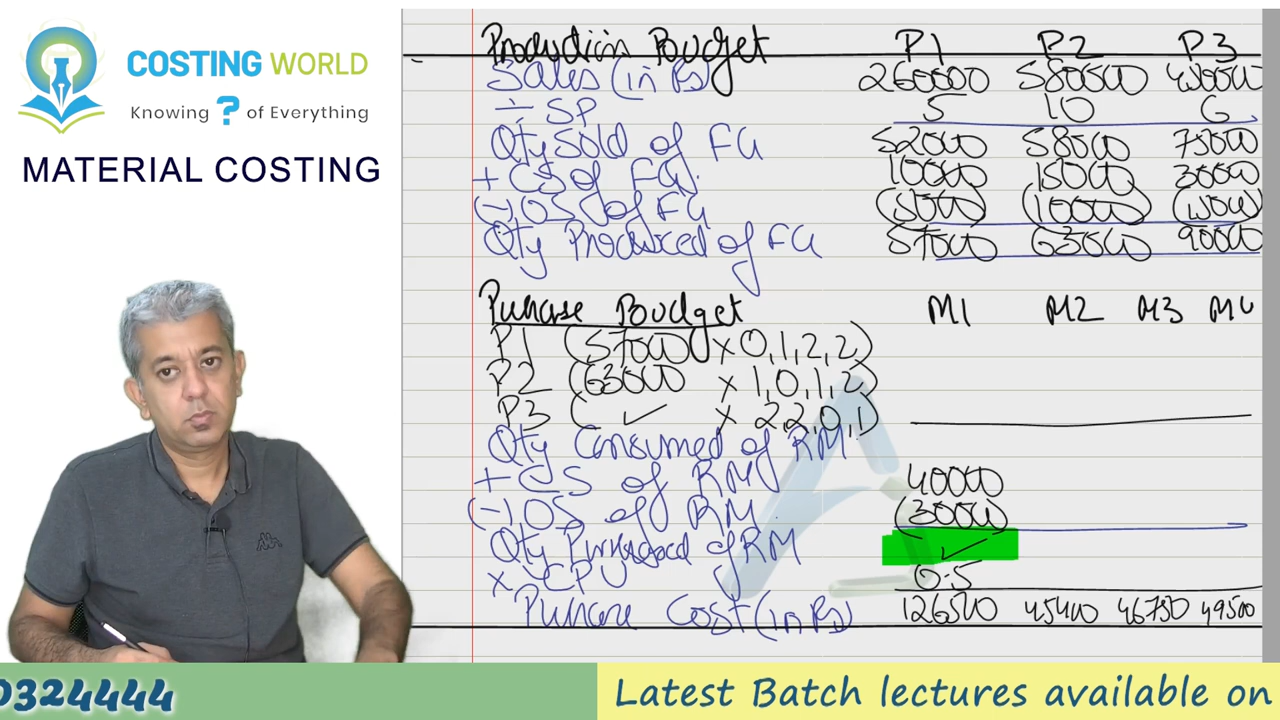 COSTING WORLD
Knowing ? of Everything
MATERIAL COSTING
Production Budget P1 P2 P3
Sales (in Rs) 260000 580000 450000
÷ SP 5 10 6
Qty Sold of FG 52000 58000 75000
+ CS of FG 10000 15000 30000
(-) OS of FG (5000) (10000) (15000)
Qty Produced of FG 57000 63000 90000
Purchase Budget M1 M2 M3 M4
P1 (57000 × 0,1,2,2)
P2 (63000 × 1,0,1,2)
P3 ( ✓ × 2,2,0,1)
Qty Consumed of RM
+ CS of RM 40000
(-) OS of RM (30000)
Qty Purchased of RM ✓
× CP 0.5
Purchase Cost (in Rs) 126500 45400 46750 49500
0324444
Latest Batch lectures available on